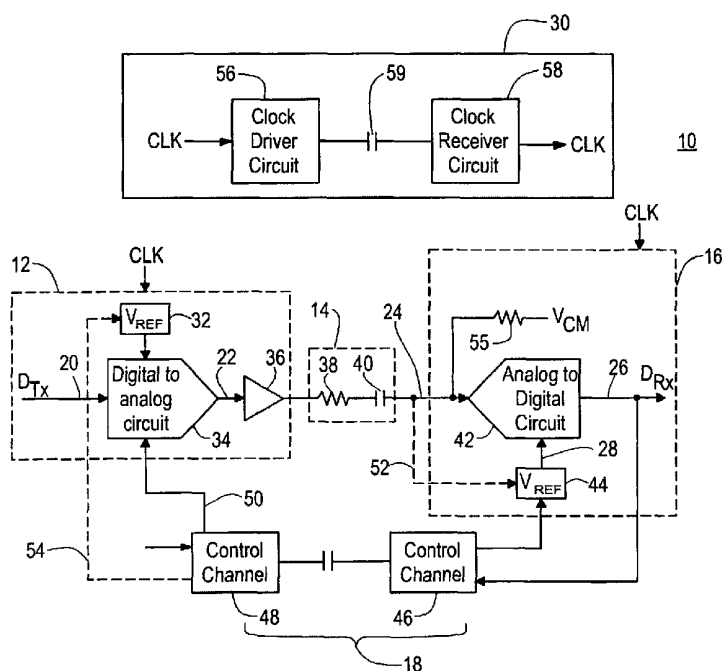 30
56
59
58
CLK
Clock
Driver
Circuit
Clock
Receiver
Circuit
CLK
10
12
CLK
CLK
16
VREF
32
14
24
VCM
55
DTx
20
Digital to
analog
circuit
22
36
38
40
Analog to
Digital
Circuit
26
DRx
34
42
28
52
VREF
44
50
54
Control
Channel
Control
Channel
48
46
18